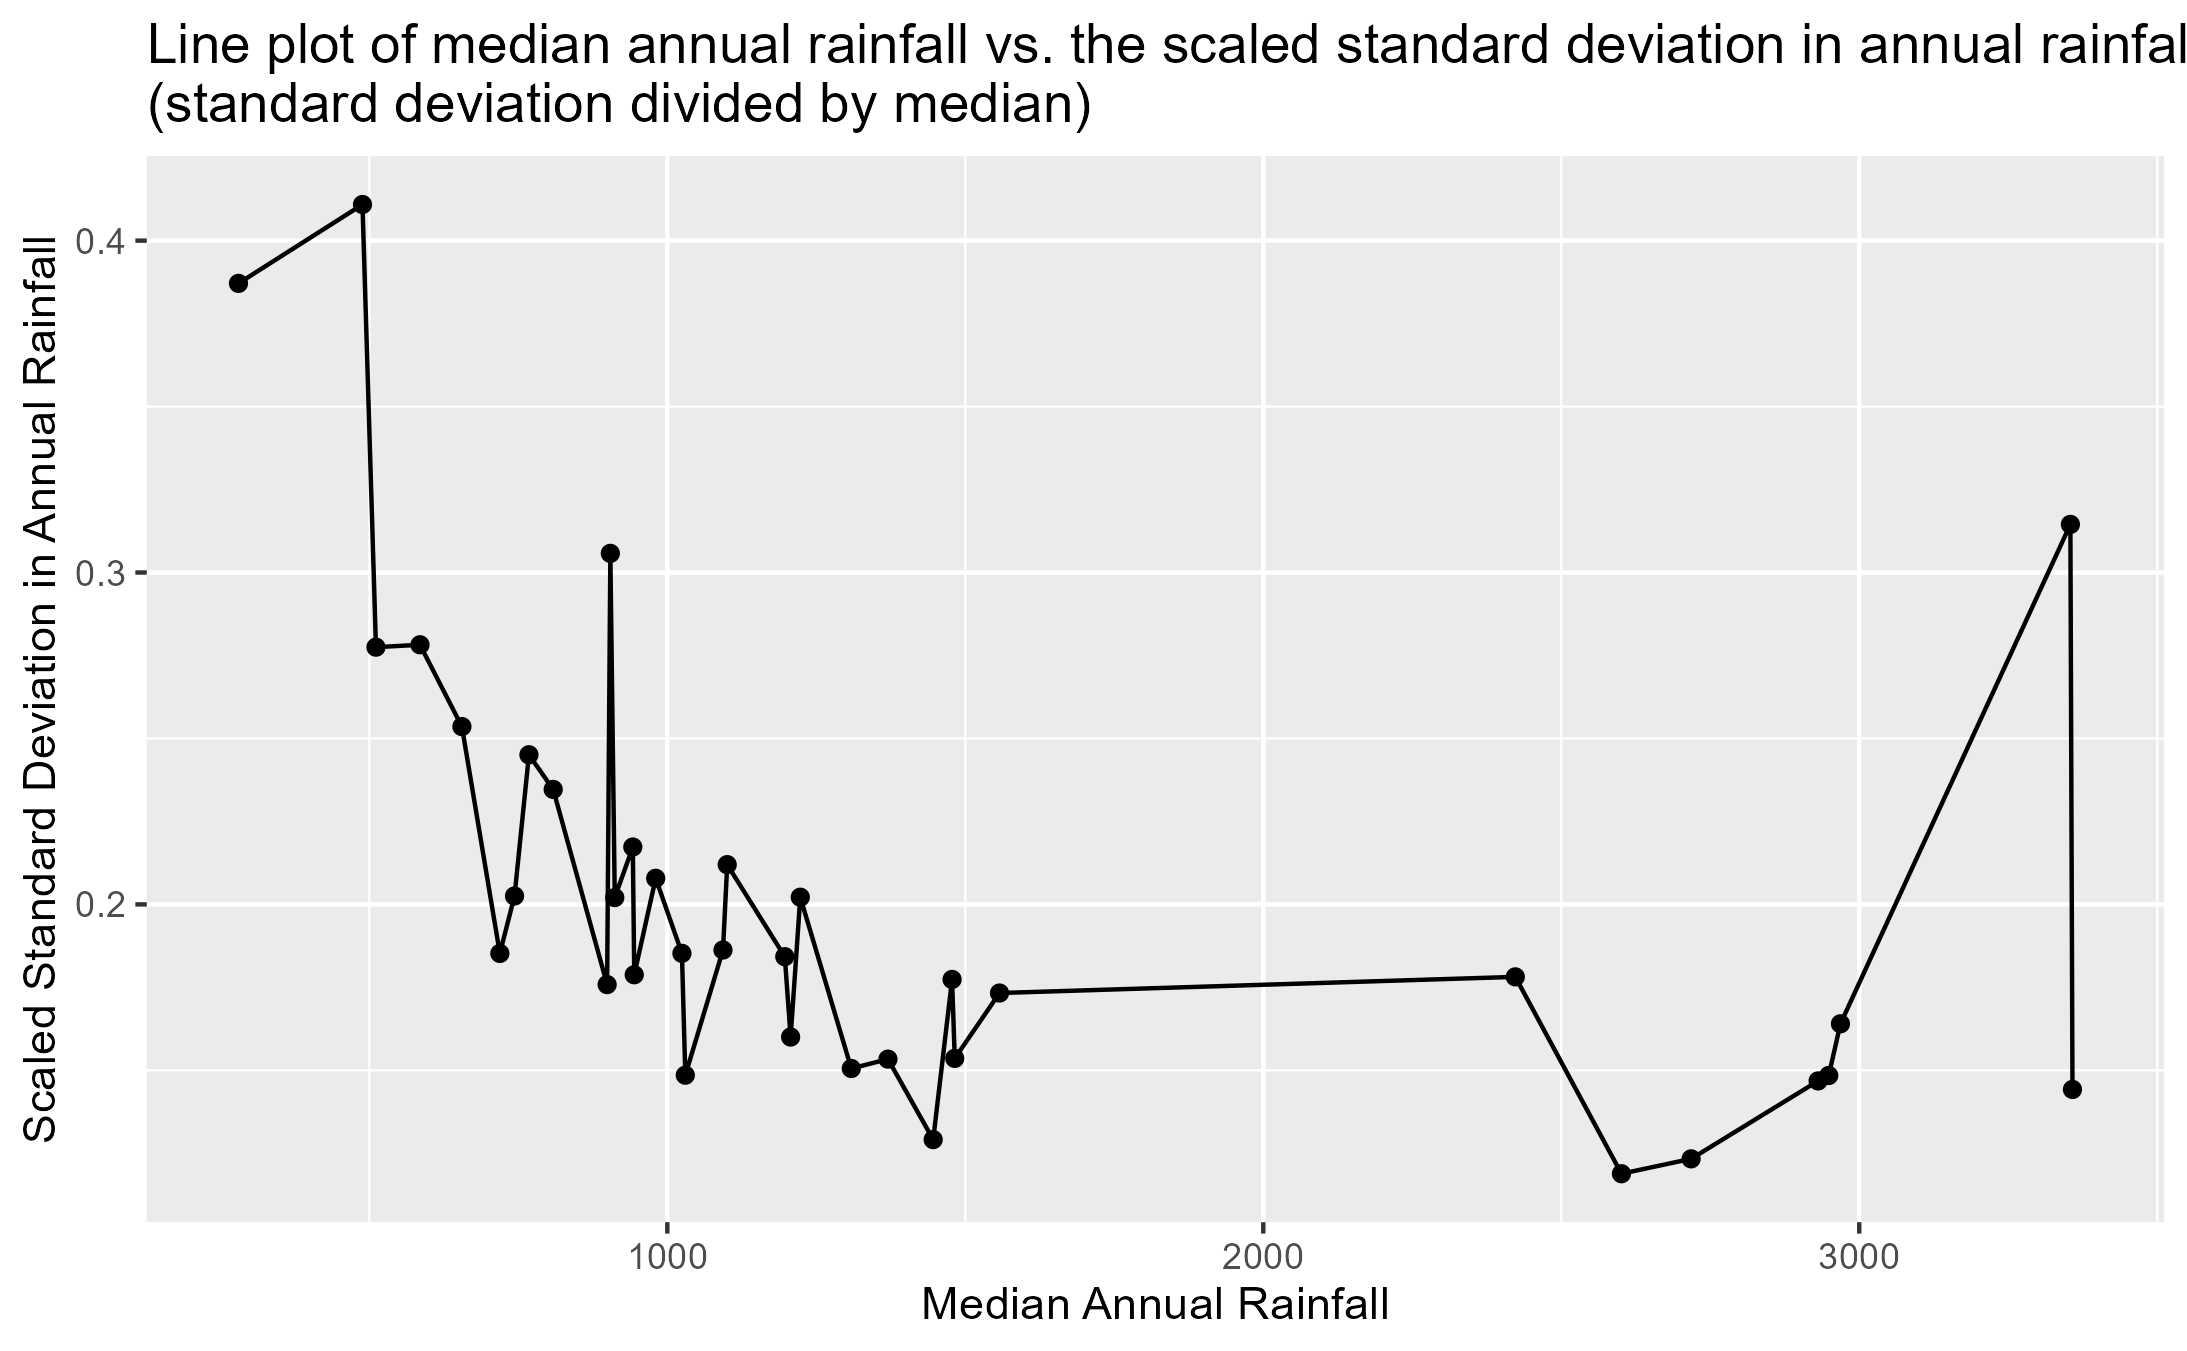 Line plot of median annual rainfall vs. the scaled standard deviation in annual rainfal
(standard deviation divided by median)
Scaled Standard Deviation in Annual Rainfall
0.4
0.3
0.2
1000
2000
3000
Median Annual Rainfall